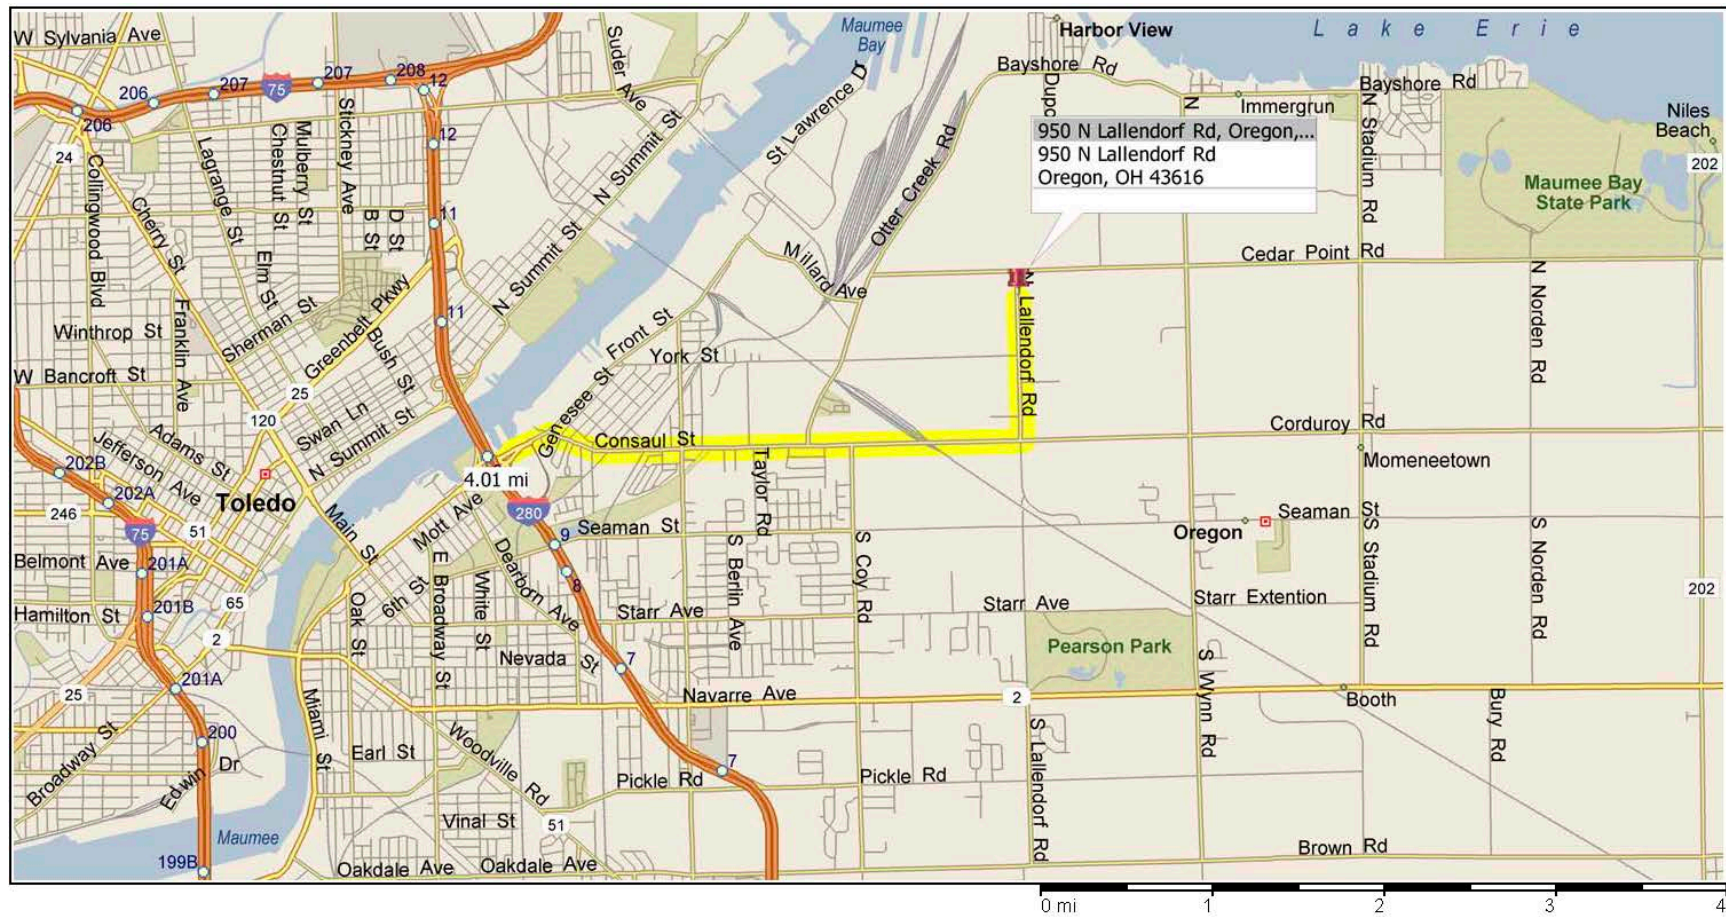 W Sylvania Ave
206
207
75
207
208
12
206
24
12
Suder Ave
Maumee
Bay
St Lawrence Dr
Harbor View
Lake Erie
Bayshore Rd
Bayshore Rd
Immergrun
N
N Stadium Rd
Niles
Beach
202
Maumee Bay
State Park
950 N Lallendorf Rd, Oregon,...
950 N Lallendorf Rd
Oregon, OH 43616
Collingwood Blvd
Lagrange St
Chestnut St
Mulberry St
Stickney Ave
Cherry St
B St
D St
11
N Summit St
Otter Creek Rd
Cedar Point Rd
Elm St
Millard Ave
N Summit St
11
N Lallendorf Rd
N Norden Rd
Winthrop St
Franklin Ave
Sherman St
Greenbelt Pkwy
Bush St
Front St
York St
W Bancroft St
25
120
Swan Ln
N Summit St
Genesee St
Consaul St
Corduroy Rd
Jefferson Ave
Adams St
202B
202A
Toledo
4.01 mi
Taylor Rd
Momeneetown
246
75
51
Main St
Mott Ave
280
9
Seaman St
Seaman St
Oregon
S Stadium Rd
S Norden Rd
Belmont Ave
201A
E Broadway St
Dearborn Ave
S Berlin Ave
S Coy Rd
6th St
White St
8
Hamilton St
201B
65
Oak St
Starr Ave
Starr Ave
Starr Extention
202
2
Nevada St
7
Pearson Park
S Wynn Rd
25
201A
Navarre Ave
2
Booth
Bury Rd
Miami St
Broadway St
200
Edwin Dr
Earl St
Woodville Rd
7
Pickle Rd
Pickle Rd
S Lallendorf Rd
Vinal St
51
Maumee
199B
Oakdale Ave
Oakdale Ave
Brown Rd
0 mi
1
2
3
4